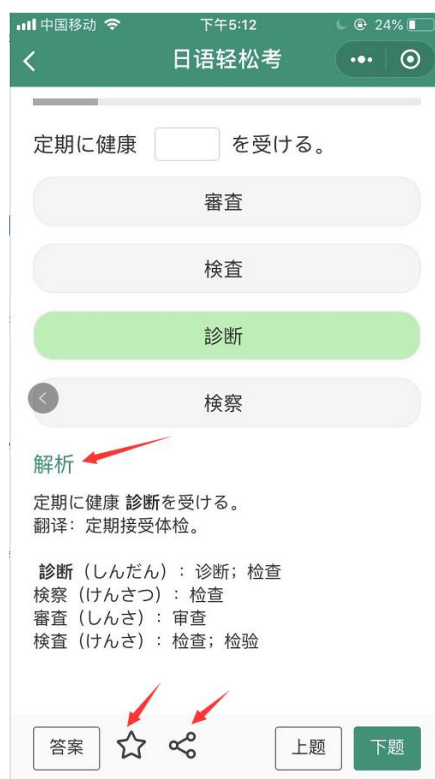 中国移动 下午5:12 24%
日语轻松考
定期に健康 を受ける。
審査
検査
診断
検察
解析
定期に健康 診断を受ける。
翻译：定期接受体检。
診断（しんだん）：诊断；检查
検察（けんさつ）：检查
審査（しんさ）：审查
検査（けんさ）：检查；检验
答案 上题 下题